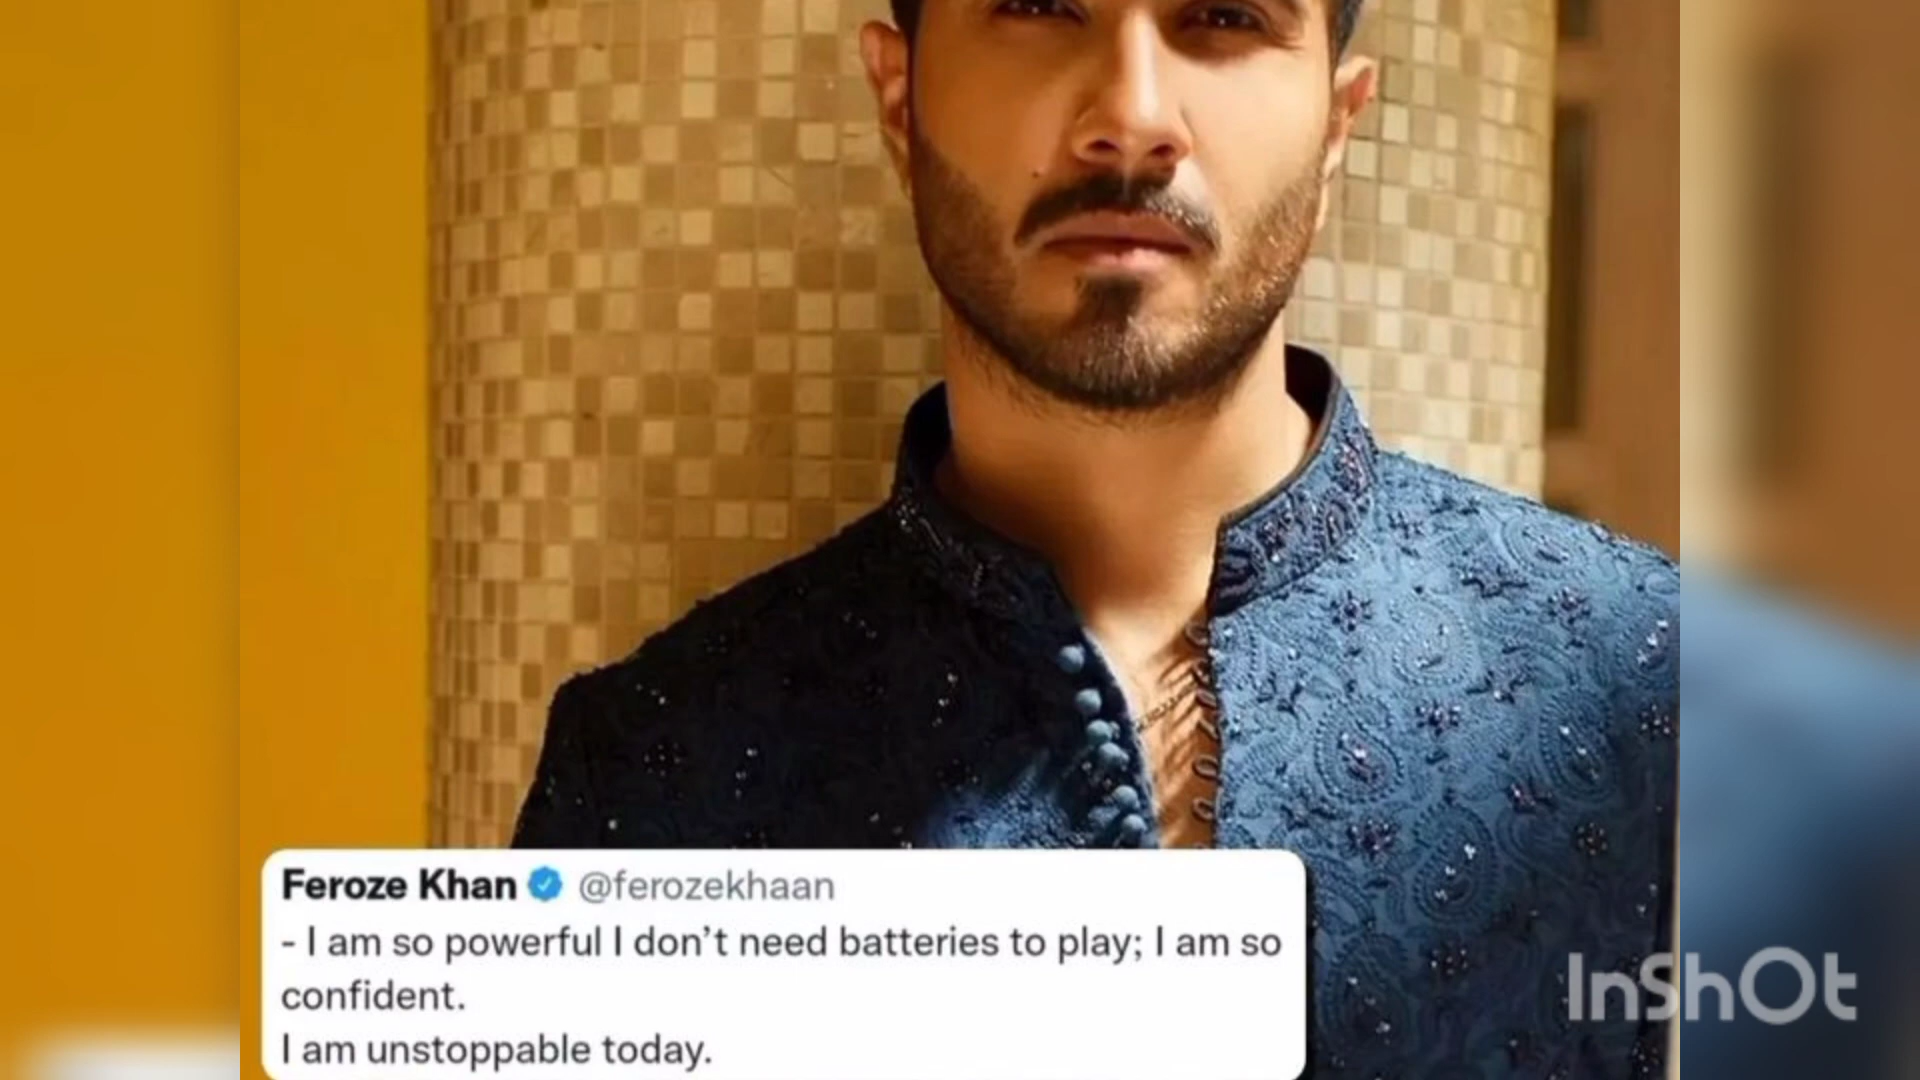 Feroze Khan @ferozekhaan
- I am so powerful I don’t need batteries to play; I am so
confident.
I am unstoppable today.
InShOt